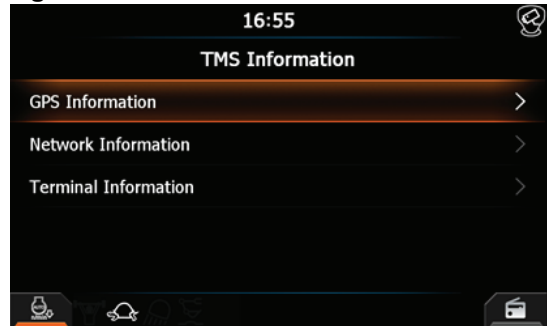 16:55
TMS Information
GPS Information
Network Information
Terminal Information